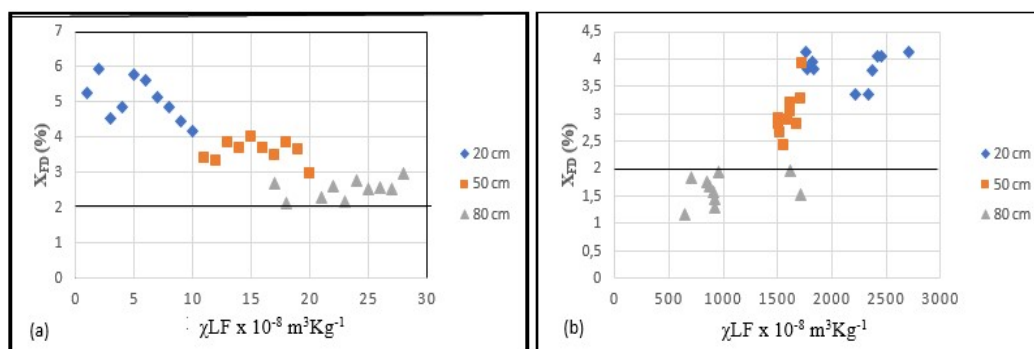 7
6
5
4
3
2
1
0
X_FD (%)
0 5 10 15 20 25 30
(a)
χLF x 10⁻⁸ m³Kg⁻¹
20 cm
50 cm
80 cm
4,5
4
3,5
3
2,5
2
1,5
1
0,5
0
X_FD (%)
0 500 1000 1500 2000 2500 3000
(b)
χLF x 10⁻⁸ m³Kg⁻¹
20 cm
50 cm
80 cm